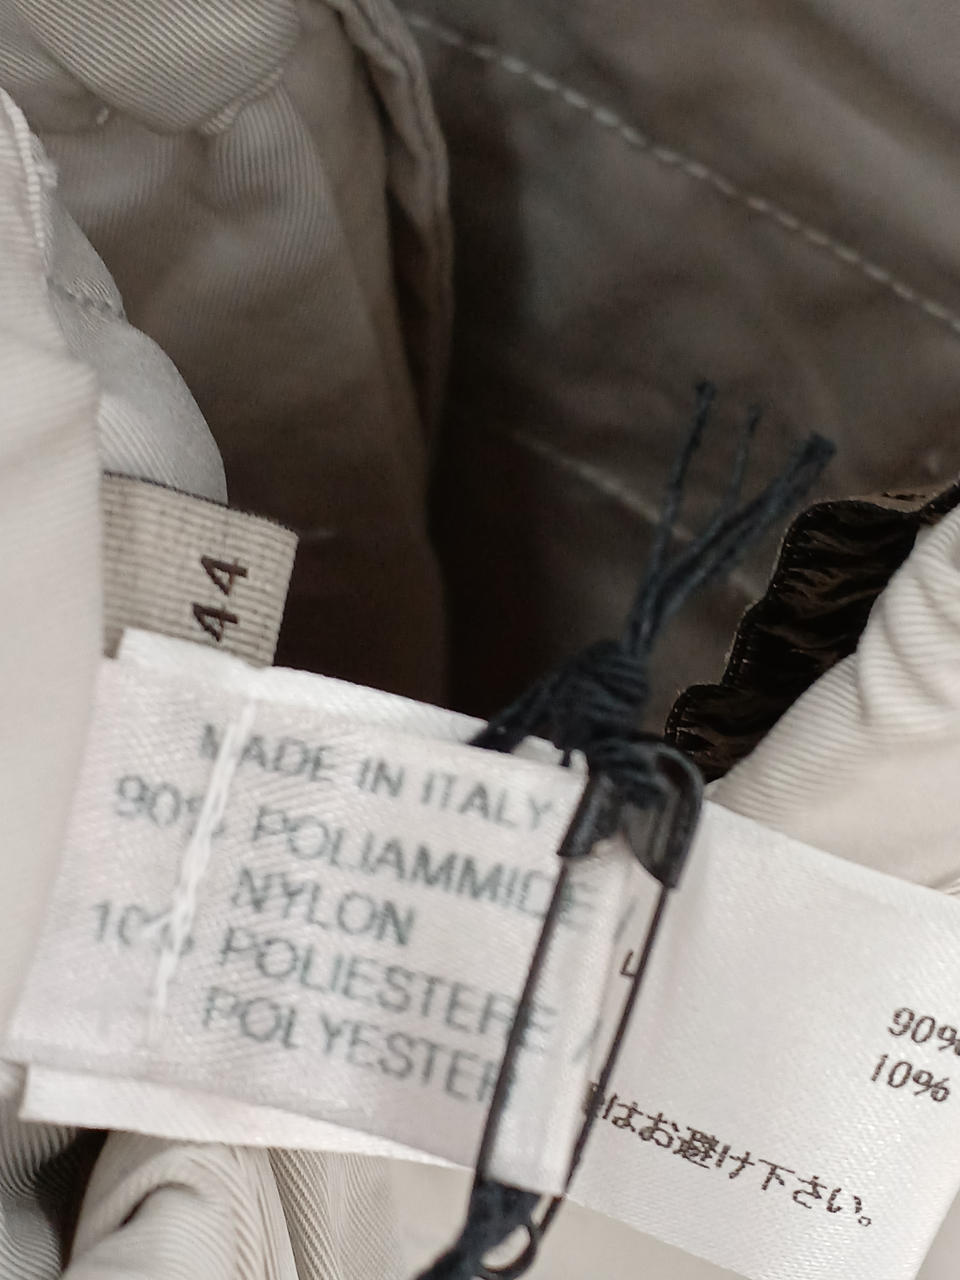 44
MADE IN ITALY
90% POLIAMMIDE /
NYLON
10% POLIESTERE /
POLYESTER
90%
10%
はお避け下さい。